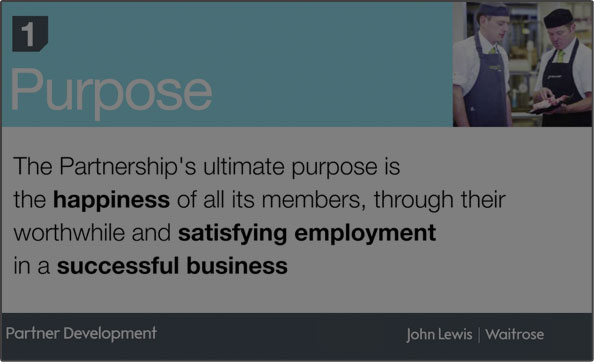 1
Purpose
The Partnership's ultimate purpose is
the happiness of all its members, through their
worthwhile and satisfying employment
in a successful business
Partner Development
John Lewis | Waitrose